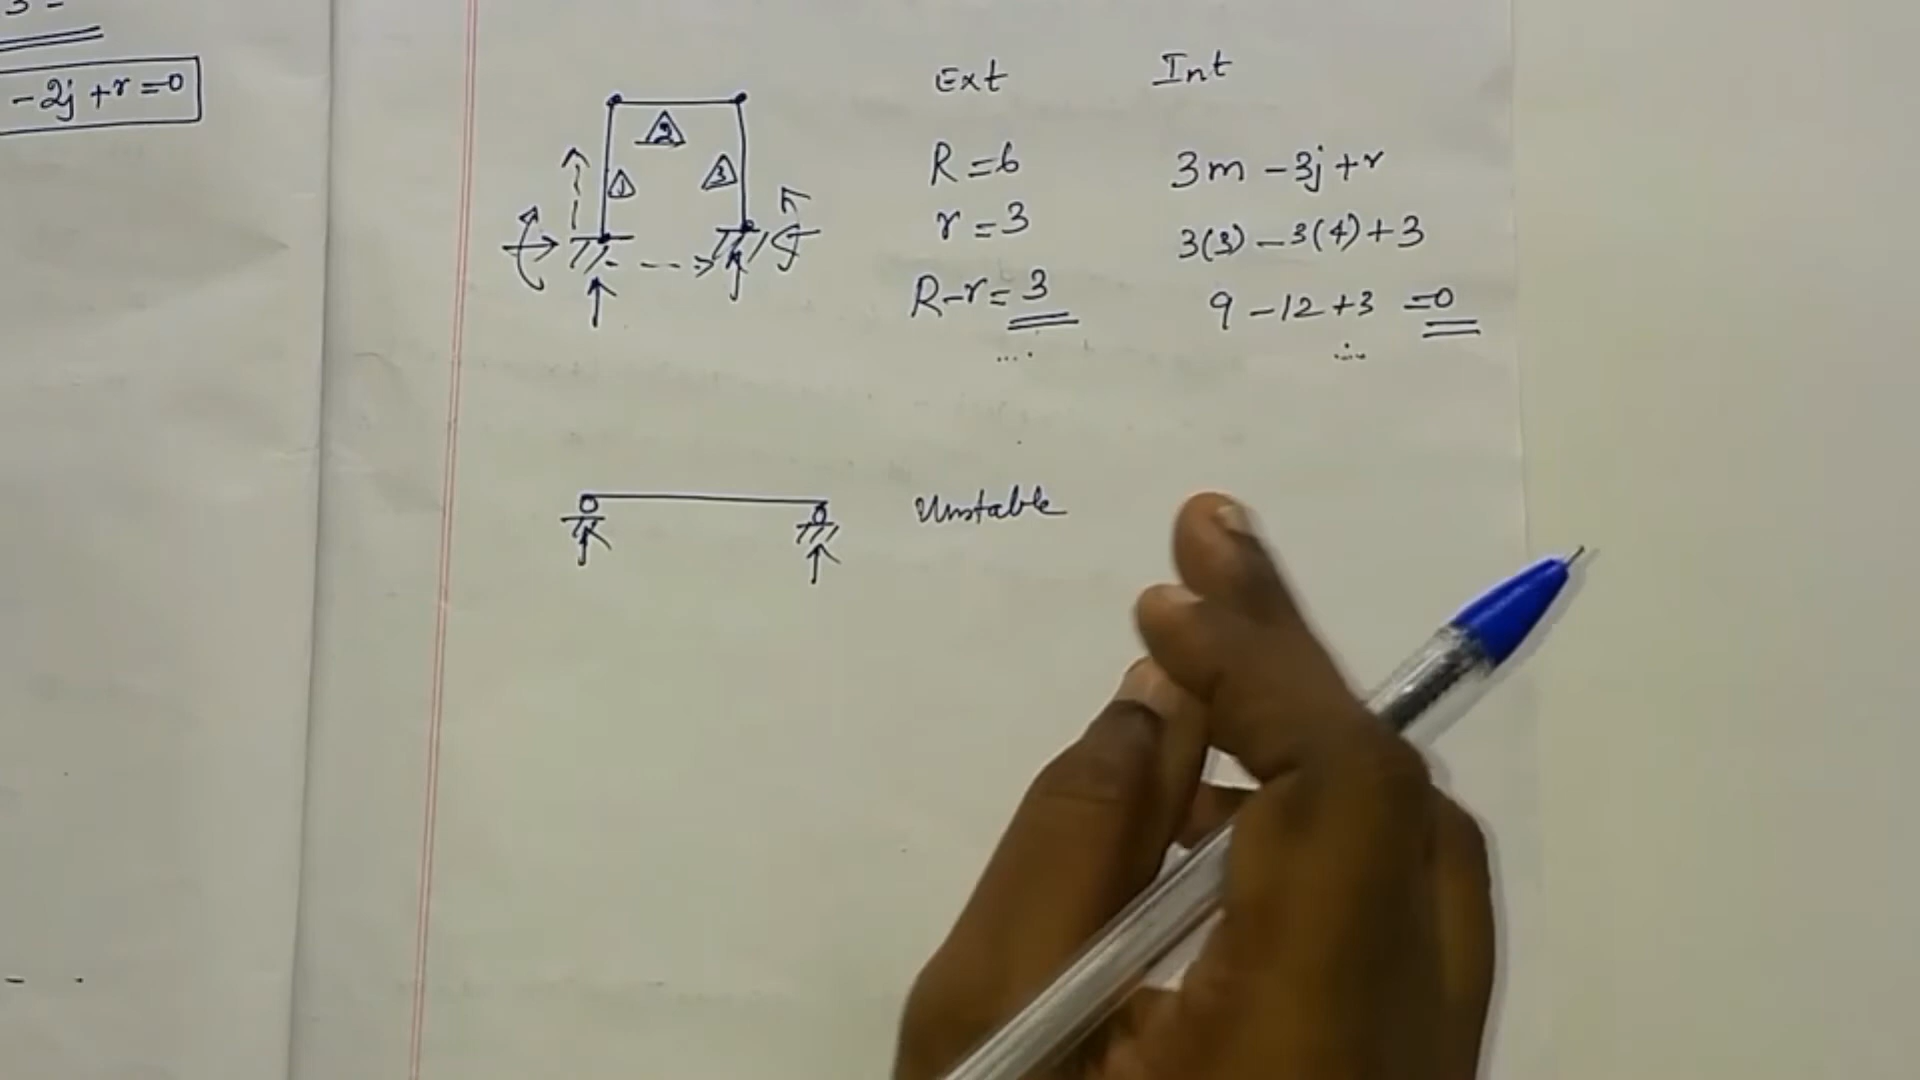 3 -
- 2j + r = 0
1
2
3
Ext
R = 6
r = 3
R - r = 3
Int
3m - 3j + r
3(3) - 3(4) + 3
9 - 12 + 3 = 0
Unstable